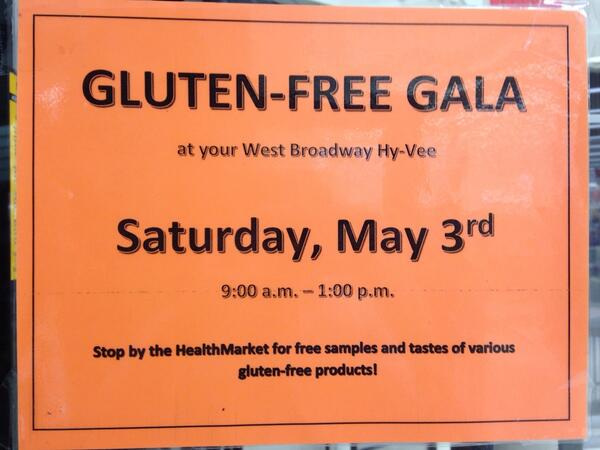 GLUTEN-FREE GALA
at your West Broadway Hy-Vee
Saturday, May 3rd
9:00 a.m. – 1:00 p.m.
Stop by the HealthMarket for free samples and tastes of various
gluten-free products!